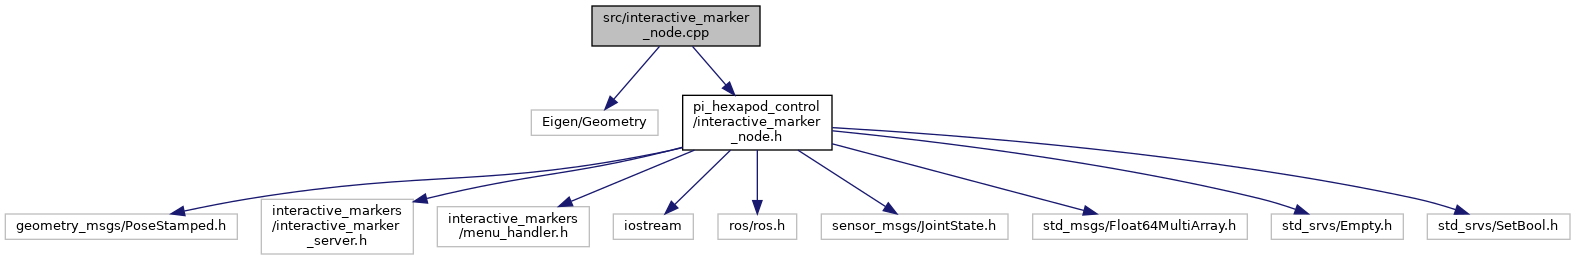 src/interactive_marker
_node.cpp
Eigen/Geometry
pi_hexapod_control
/interactive_marker
_node.h
geometry_msgs/PoseStamped.h
interactive_markers
/interactive_marker
_server.h
interactive_markers
/menu_handler.h
iostream
ros/ros.h
sensor_msgs/JointState.h
std_msgs/Float64MultiArray.h
std_srvs/Empty.h
std_srvs/SetBool.h